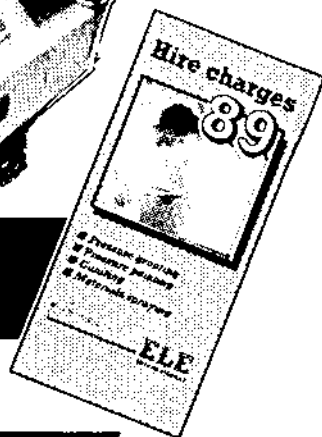 Hire charges
89
Pressure grouting
Pressure pointing
Guniting
Materials spraying
ELE